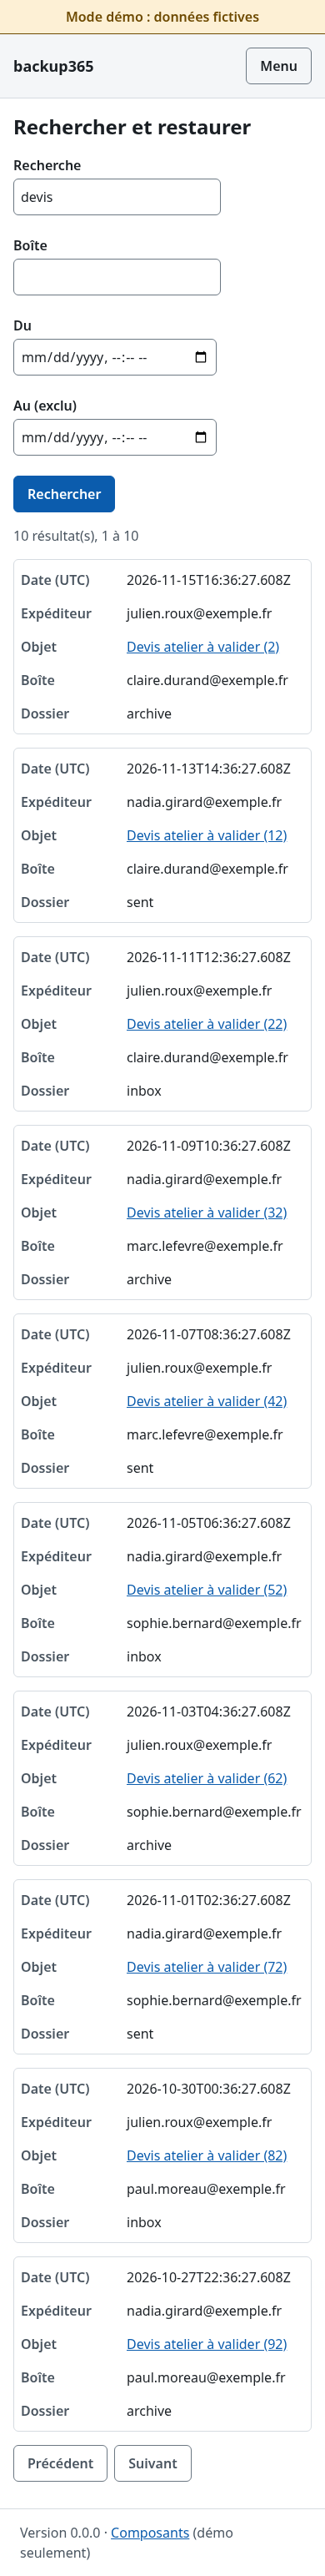 Mode démo : données fictives
backup365
Menu
Rechercher et restaurer
Recherche
devis
Boîte
Du
mm/dd/yyyy, --:-- --
Au (exclu)
mm/dd/yyyy, --:-- --
Rechercher
10 résultat(s), 1 à 10
Date (UTC) 2026-11-15T16:36:27.608Z
Expéditeur julien.roux@exemple.fr
Objet Devis atelier à valider (2)
Boîte claire.durand@exemple.fr
Dossier archive
Date (UTC) 2026-11-13T14:36:27.608Z
Expéditeur nadia.girard@exemple.fr
Objet Devis atelier à valider (12)
Boîte claire.durand@exemple.fr
Dossier sent
Date (UTC) 2026-11-11T12:36:27.608Z
Expéditeur julien.roux@exemple.fr
Objet Devis atelier à valider (22)
Boîte claire.durand@exemple.fr
Dossier inbox
Date (UTC) 2026-11-09T10:36:27.608Z
Expéditeur nadia.girard@exemple.fr
Objet Devis atelier à valider (32)
Boîte marc.lefevre@exemple.fr
Dossier archive
Date (UTC) 2026-11-07T08:36:27.608Z
Expéditeur julien.roux@exemple.fr
Objet Devis atelier à valider (42)
Boîte marc.lefevre@exemple.fr
Dossier sent
Date (UTC) 2026-11-05T06:36:27.608Z
Expéditeur nadia.girard@exemple.fr
Objet Devis atelier à valider (52)
Boîte sophie.bernard@exemple.fr
Dossier inbox
Date (UTC) 2026-11-03T04:36:27.608Z
Expéditeur julien.roux@exemple.fr
Objet Devis atelier à valider (62)
Boîte sophie.bernard@exemple.fr
Dossier archive
Date (UTC) 2026-11-01T02:36:27.608Z
Expéditeur nadia.girard@exemple.fr
Objet Devis atelier à valider (72)
Boîte sophie.bernard@exemple.fr
Dossier sent
Date (UTC) 2026-10-30T00:36:27.608Z
Expéditeur julien.roux@exemple.fr
Objet Devis atelier à valider (82)
Boîte paul.moreau@exemple.fr
Dossier inbox
Date (UTC) 2026-10-27T22:36:27.608Z
Expéditeur nadia.girard@exemple.fr
Objet Devis atelier à valider (92)
Boîte paul.moreau@exemple.fr
Dossier archive
Précédent Suivant
Version 0.0.0 · Composants (démo
seulement)